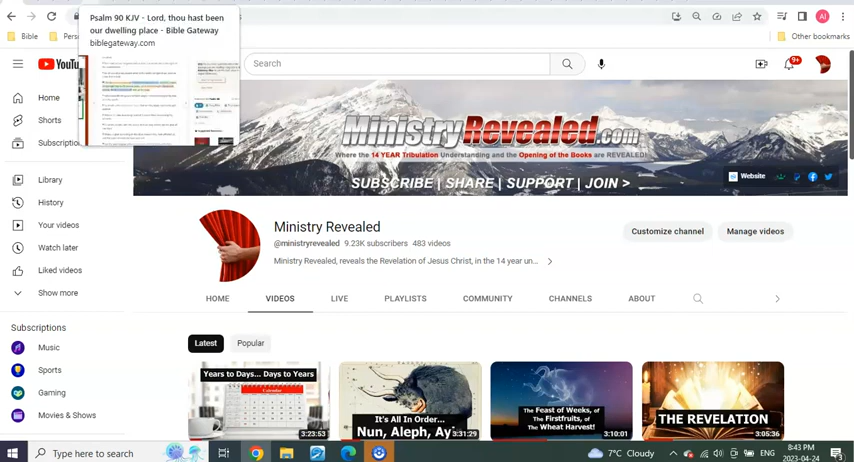 Psalm 90 KJV - Lord, thou hast been
our dwelling place - Bible Gateway
biblegateway.com
Bible
Other bookmarks
YouTu
Search
9+
Home
Shorts
Subscriptio
MinistryRevealed.com
Where the 14 YEAR Tribulation Understanding and the Opening of the Books are REVEALED!
SUBSCRIBE | SHARE | SUPPORT | JOIN >
Website
Library
History
Your videos
Watch later
Liked videos
Show more
Ministry Revealed
@ministryrevealed 9.23K subscribers 483 videos
Ministry Revealed, reveals the Revelation of Jesus Christ, in the 14 year un...
Customize channel
Manage videos
HOME
VIDEOS
LIVE
PLAYLISTS
COMMUNITY
CHANNELS
ABOUT
Subscriptions
Music
Sports
Gaming
Movies & Shows
Latest
Popular
Years to Days... Days to Years
3:23:53
It's All In Order...
Nun, Aleph, Ayi
3:31:29
The Feast of Weeks, of
The Firstfruits, of
The Wheat Harvest!
3:10:01
THE REVELATION
3:05:36
Type here to search
7°C Cloudy
ENG
8:43 PM
2023-04-24